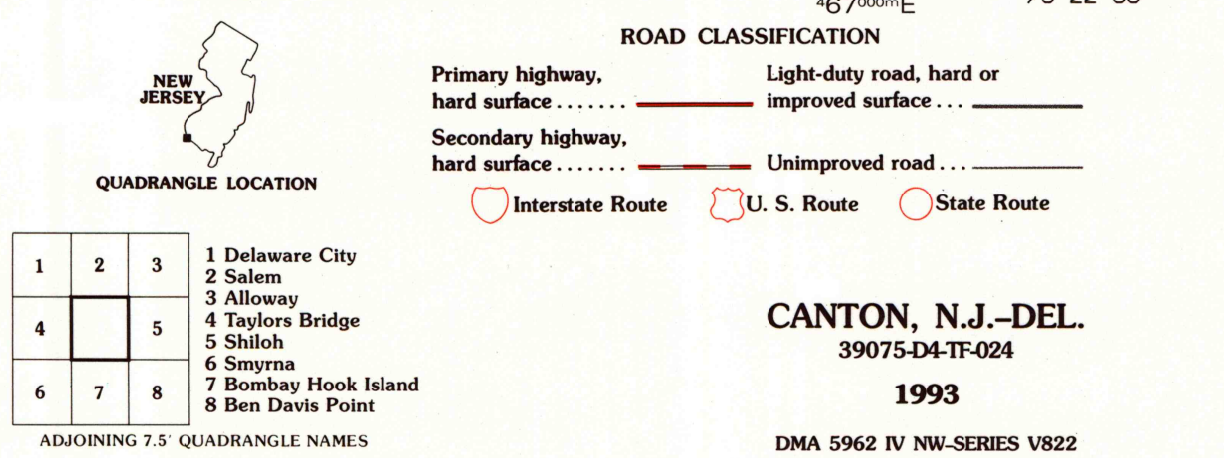 ⁴67⁰⁰⁰ᵐE
ROAD CLASSIFICATION
Primary highway,
hard surface .......
Light-duty road, hard or
improved surface ...
Secondary highway,
hard surface .......
Unimproved road ...
Interstate Route
U. S. Route
State Route
NEW
JERSEY
QUADRANGLE LOCATION
1 2 3
4 5
6 7 8
1 Delaware City
2 Salem
3 Alloway
4 Taylors Bridge
5 Shiloh
6 Smyrna
7 Bombay Hook Island
8 Ben Davis Point
ADJOINING 7.5′ QUADRANGLE NAMES
CANTON, N.J.–DEL.
39075-D4-TF-024
1993
DMA 5962 IV NW–SERIES V822